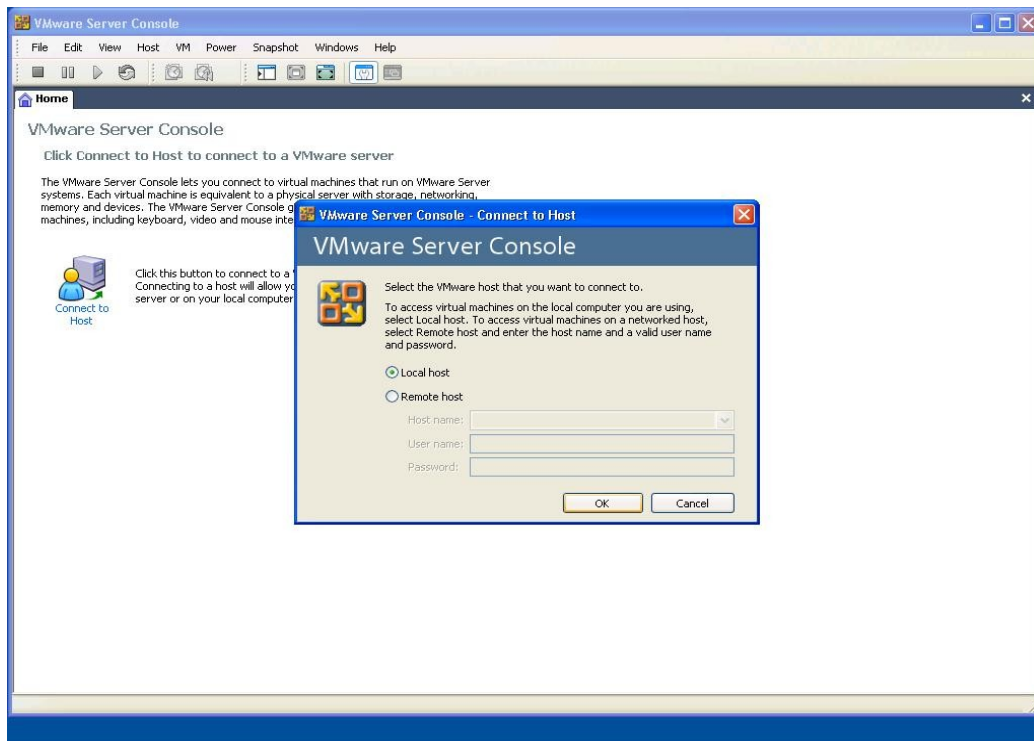 VMware Server Console
File Edit View Host VM Power Snapshot Windows Help
Home
VMware Server Console
Click Connect to Host to connect to a VMware server
The VMware Server Console lets you connect to virtual machines that run on VMware Server
systems. Each virtual machine is equivalent to a physical server with storage, networking,
memory and devices. The VMware Server Console g
machines, including keyboard, video and mouse inte
Connect to
Host
Click this button to connect to a
Connecting to a host will allow yo
server or on your local computer
VMware Server Console - Connect to Host
VMware Server Console
Select the VMware host that you want to connect to.
To access virtual machines on the local computer you are using,
select Local host. To access virtual machines on a networked host,
select Remote host and enter the host name and a valid user name
and password.
Local host
Remote host
Host name:
User name:
Password:
OK Cancel